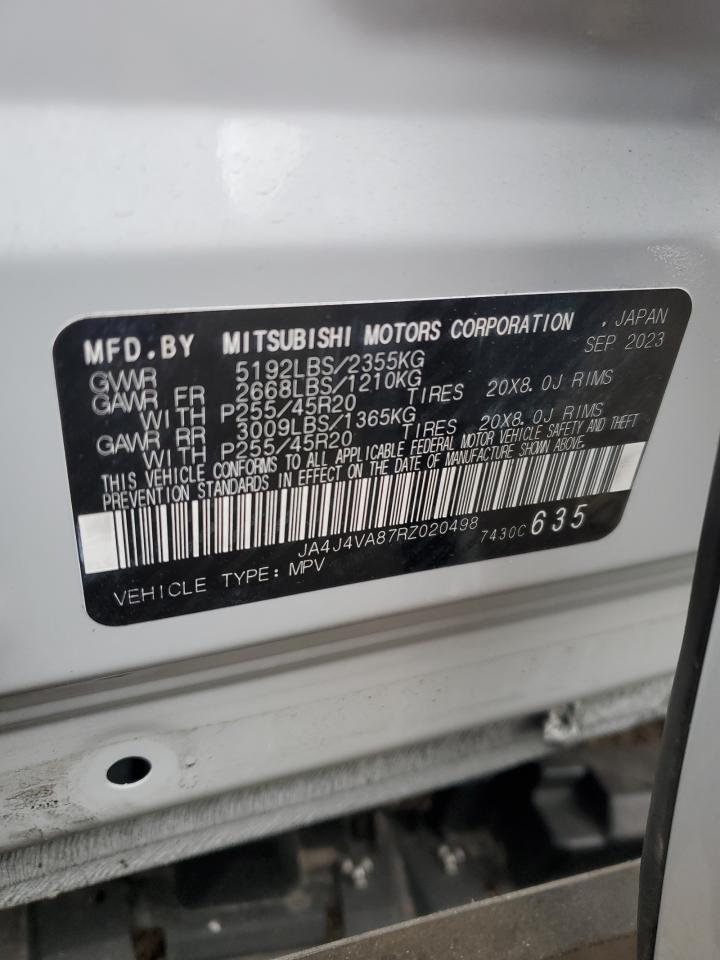 MFD.BY MITSUBISHI MOTORS CORPORATION , JAPAN
SEP 2023
GVWR 5192LBS/2355KG
GAWR FR 2668LBS/1210KG
WITH P255/45R20 TIRES 20X8.0J RIMS
GAWR RR 3009LBS/1365KG
WITH P255/45R20 TIRES 20X8.0J RIMS
THIS VEHICLE CONFORMS TO ALL APPLICABLE FEDERAL MOTOR VEHICLE SAFETY AND THEFT
PREVENTION STANDARDS IN EFFECT ON THE DATE OF MANUFACTURE SHOWN ABOVE.
JA4J4VA87RZ020498 7430C 635
VEHICLE TYPE: MPV